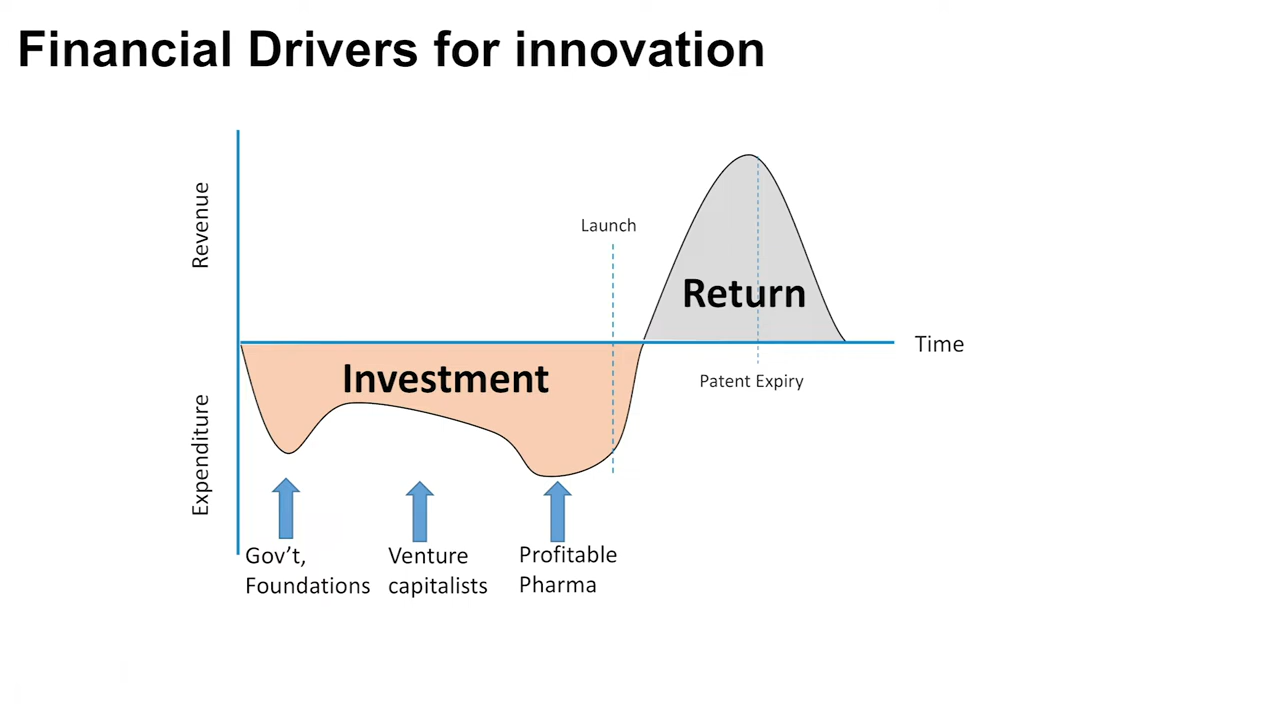 Financial Drivers for innovation
Revenue
Launch
Return
Time
Investment
Patent Expiry
Expenditure
Gov't,
Foundations
Venture
capitalists
Profitable
Pharma